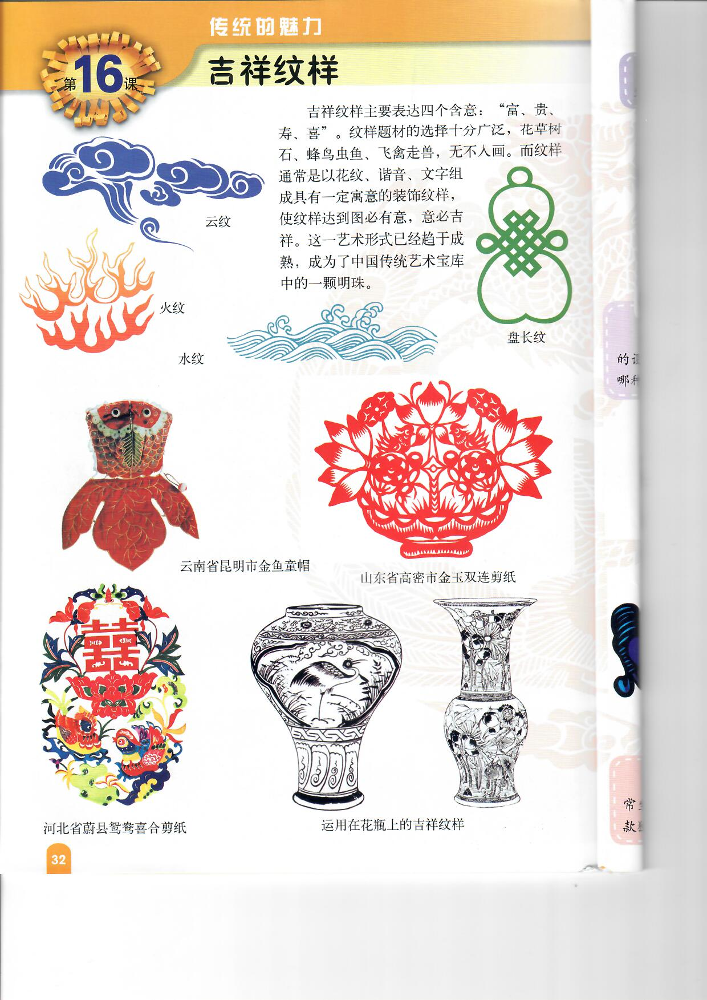 传统的魅力
第16课
吉祥纹样
吉祥纹样主要表达四个含意：“富、贵、
寿、喜”。纹样题材的选择十分广泛，花草树
石、蜂鸟虫鱼、飞禽走兽，无不入画。而纹样
通常是以花纹、谐音、文字组
成具有一定寓意的装饰纹样，
使纹样达到图必有意，意必吉
祥。这一艺术形式已经趋于成
熟，成为了中国传统艺术宝库
中的一颗明珠。
云纹
火纹
水纹
盘长纹
云南省昆明市金鱼童帽
山东省高密市金玉双连剪纸
囍
河北省蔚县鸳鸯喜合剪纸
运用在花瓶上的吉祥纹样
32
的
哪
常
款